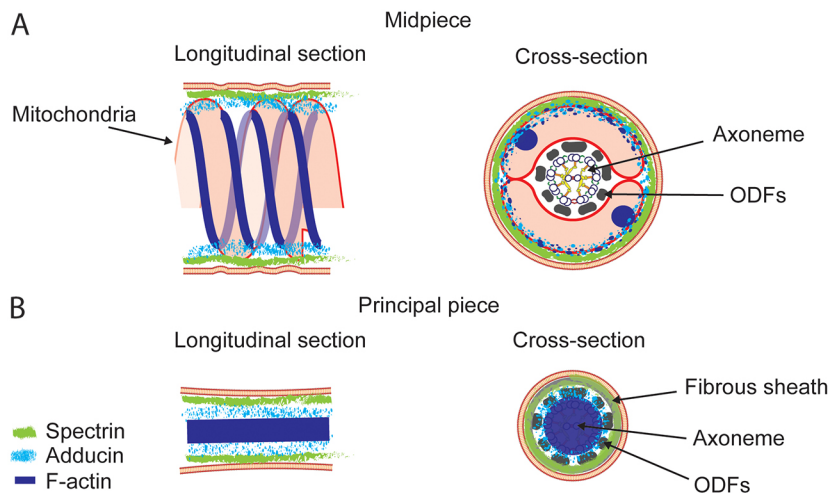 A
Midpiece
Longitudinal section
Cross-section
Mitochondria
Axoneme
ODFs
B
Principal piece
Longitudinal section
Cross-section
Fibrous sheath
Axoneme
ODFs
Spectrin
Adducin
F-actin